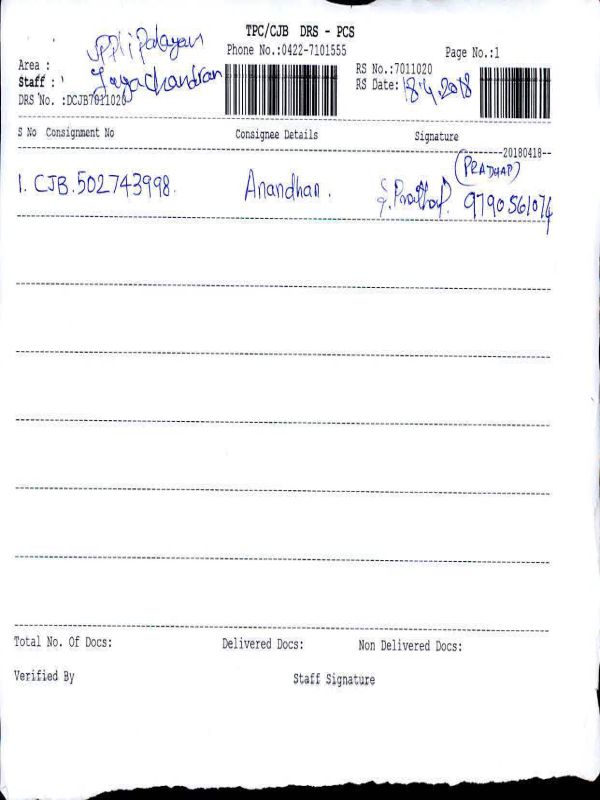 TPC/CJB DRS - PCS
Phone No.:0422-7101555
Page No.:1
Area :
Staff : Jayachandran
RS No.:7011020
RS Date: 18.4.2018
DRS No. :DCJB7011020
S No Consignment No Consignee Details Signature
20180418
(PRADHAP)
1. CJB.502743998. Anandhan. 9790561074
Total No. Of Docs: Delivered Docs: Non Delivered Docs:
Verified By Staff Signature